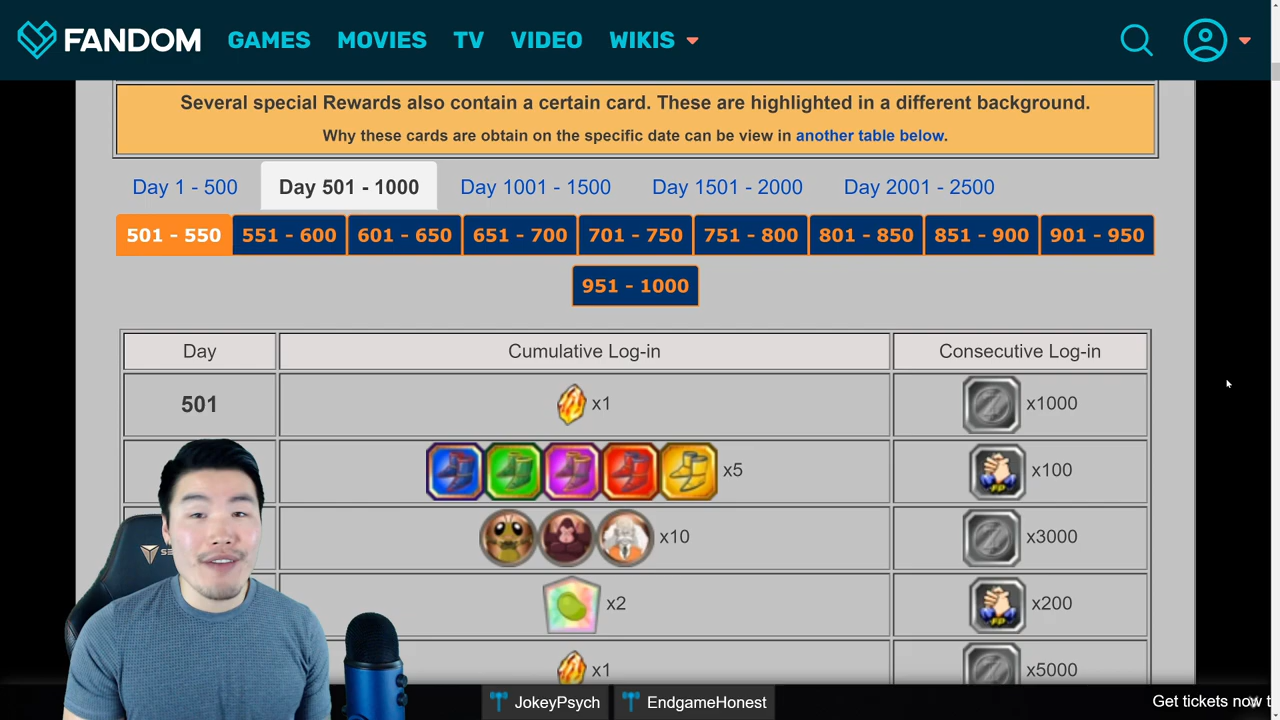 FANDOM GAMES MOVIES TV VIDEO WIKIS
Several special Rewards also contain a certain card. These are highlighted in a different background.
Why these cards are obtain on the specific date can be view in another table below.
Day 1 - 500 Day 501 - 1000 Day 1001 - 1500 Day 1501 - 2000 Day 2001 - 2500
501 - 550 551 - 600 601 - 650 651 - 700 701 - 750 751 - 800 801 - 850 851 - 900 901 - 950
951 - 1000
Day Cumulative Log-in Consecutive Log-in
501 x1 x1000
x5 x100
x10 x3000
x2 x200
x1 x5000
JokeyPsych EndgameHonest Get tickets now